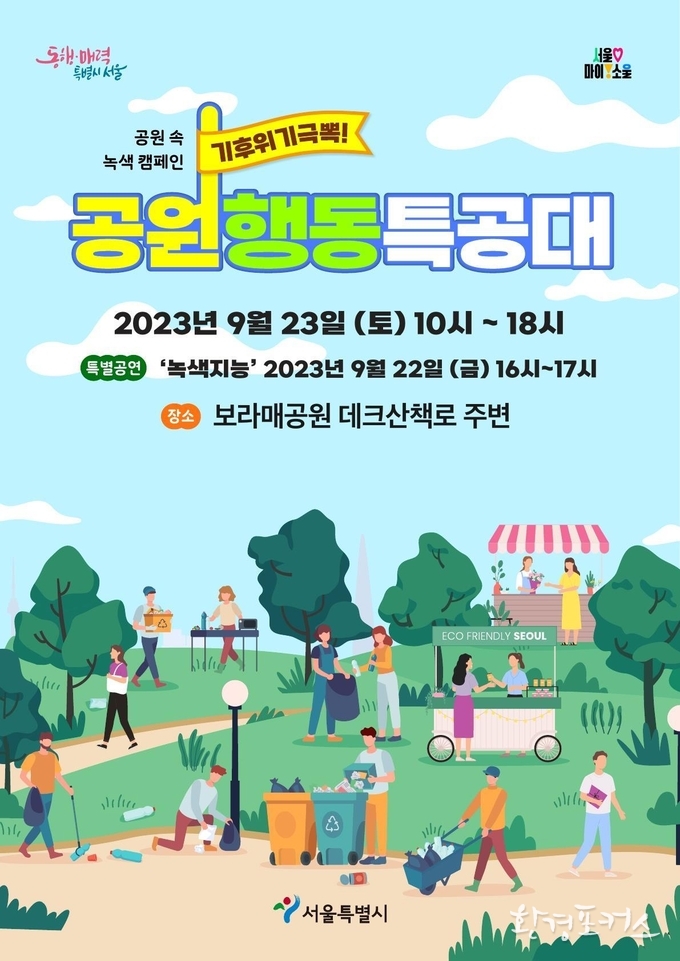 동행·매력
특별시 서울
서울
마이 소울
공원 속
녹색 캠페인
기후위기극뽁!
공원행동특공대
2023년 9월 23일 (토) 10시 ~ 18시
특별공연 ‘녹색지능’ 2023년 9월 22일 (금) 16시~17시
장소 보라매공원 데크산책로 주변
ECO FRIENDLY SEOUL
서울특별시
환경포커스